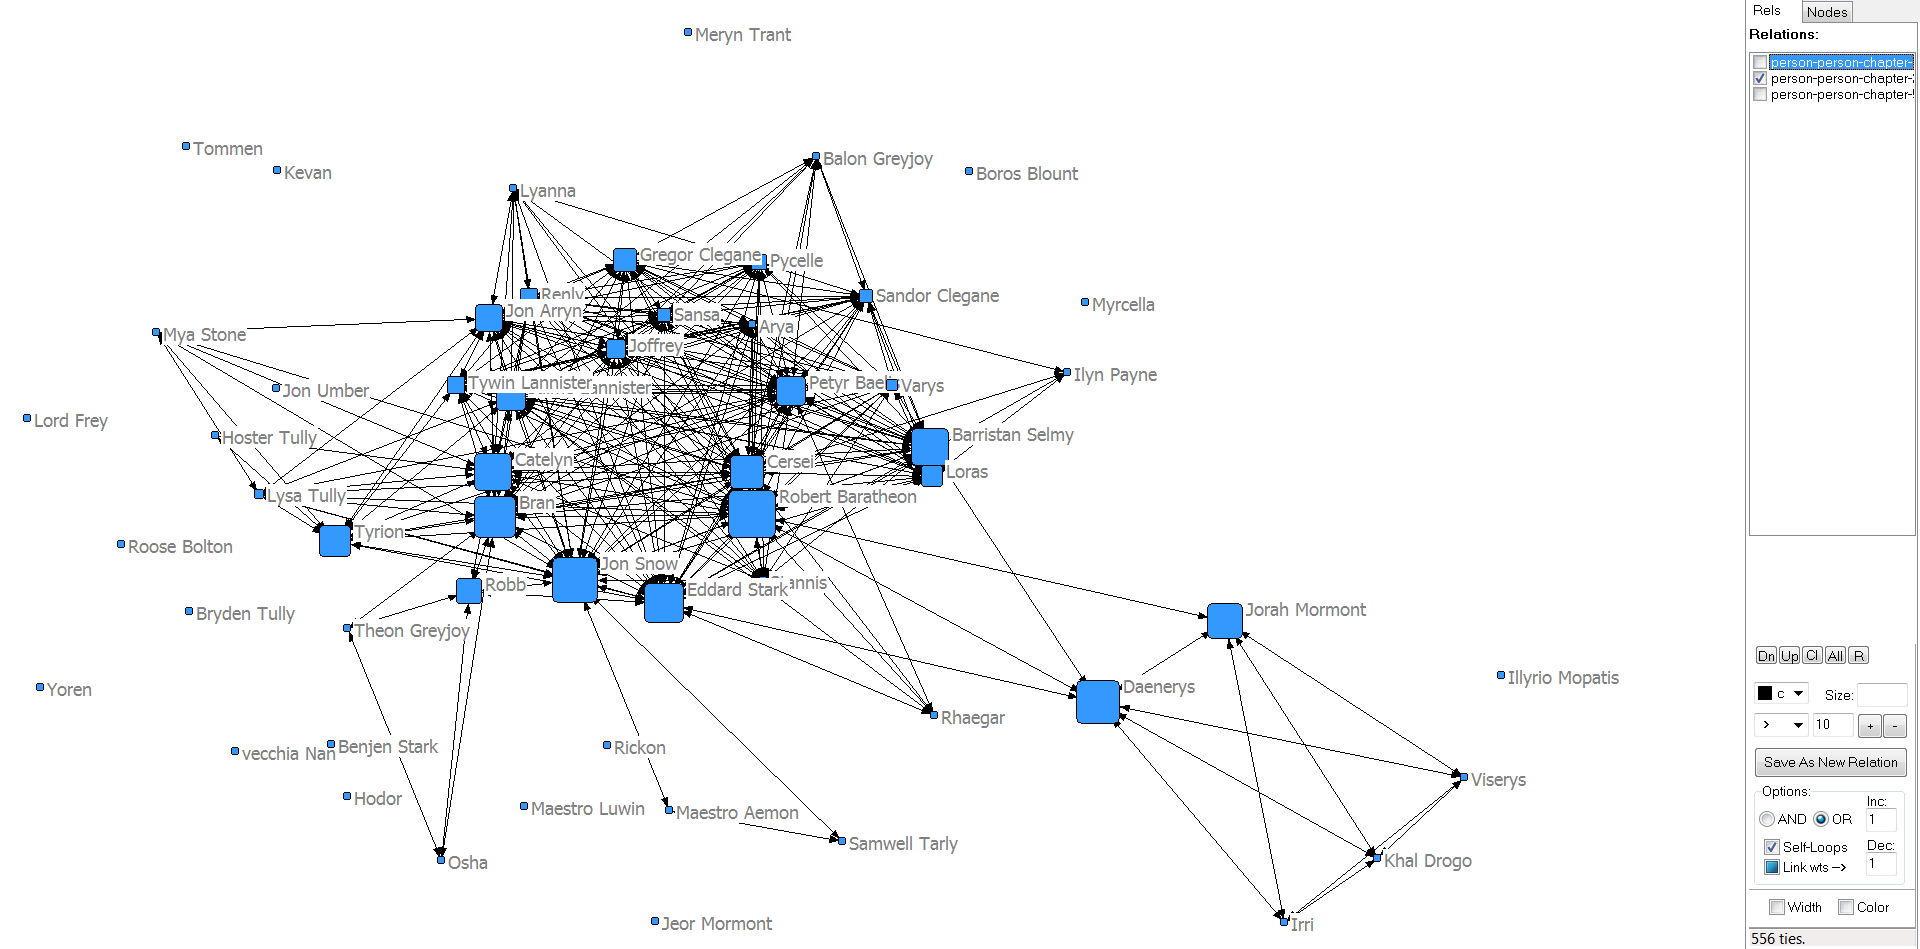 Meryn Trant
Tommen
Kevan
Balon Greyjoy
Boros Blount
Lyanna
Gregor Clegane
Pycelle
Renly
Sandor Clegane
Jon Arryn
Sansa
Arya
Myrcella
Mya Stone
Joffrey
Ilyn Payne
Tywin Lannister
annister
Petyr Bael
Varys
Jon Umber
Lord Frey
Hoster Tully
Barristan Selmy
Catelyn
Cersei
Loras
Lysa Tully
Bran
Robert Baratheon
Tyrion
Roose Bolton
Jon Snow
Robb
Eddard Stark
annis
Bryden Tully
Jorah Mormont
Theon Greyjoy
Illyrio Mopatis
Daenerys
Yoren
Rhaegar
vecchia Nan
Benjen Stark
Rickon
Viserys
Hodor
Maestro Luwin
Maestro Aemon
Samwell Tarly
Osha
Khal Drogo
Jeor Mormont
Irri
Rels
Nodes
Relations:
person-person-chapter-
person-person-chapter-
person-person-chapter-
Dn Up Cl All R
c
Size:
> 10 + -
Save As New Relation
Options:
Inc:
AND OR 1
Self-Loops Dec:
Link wts --> 1
Width Color
556 ties.